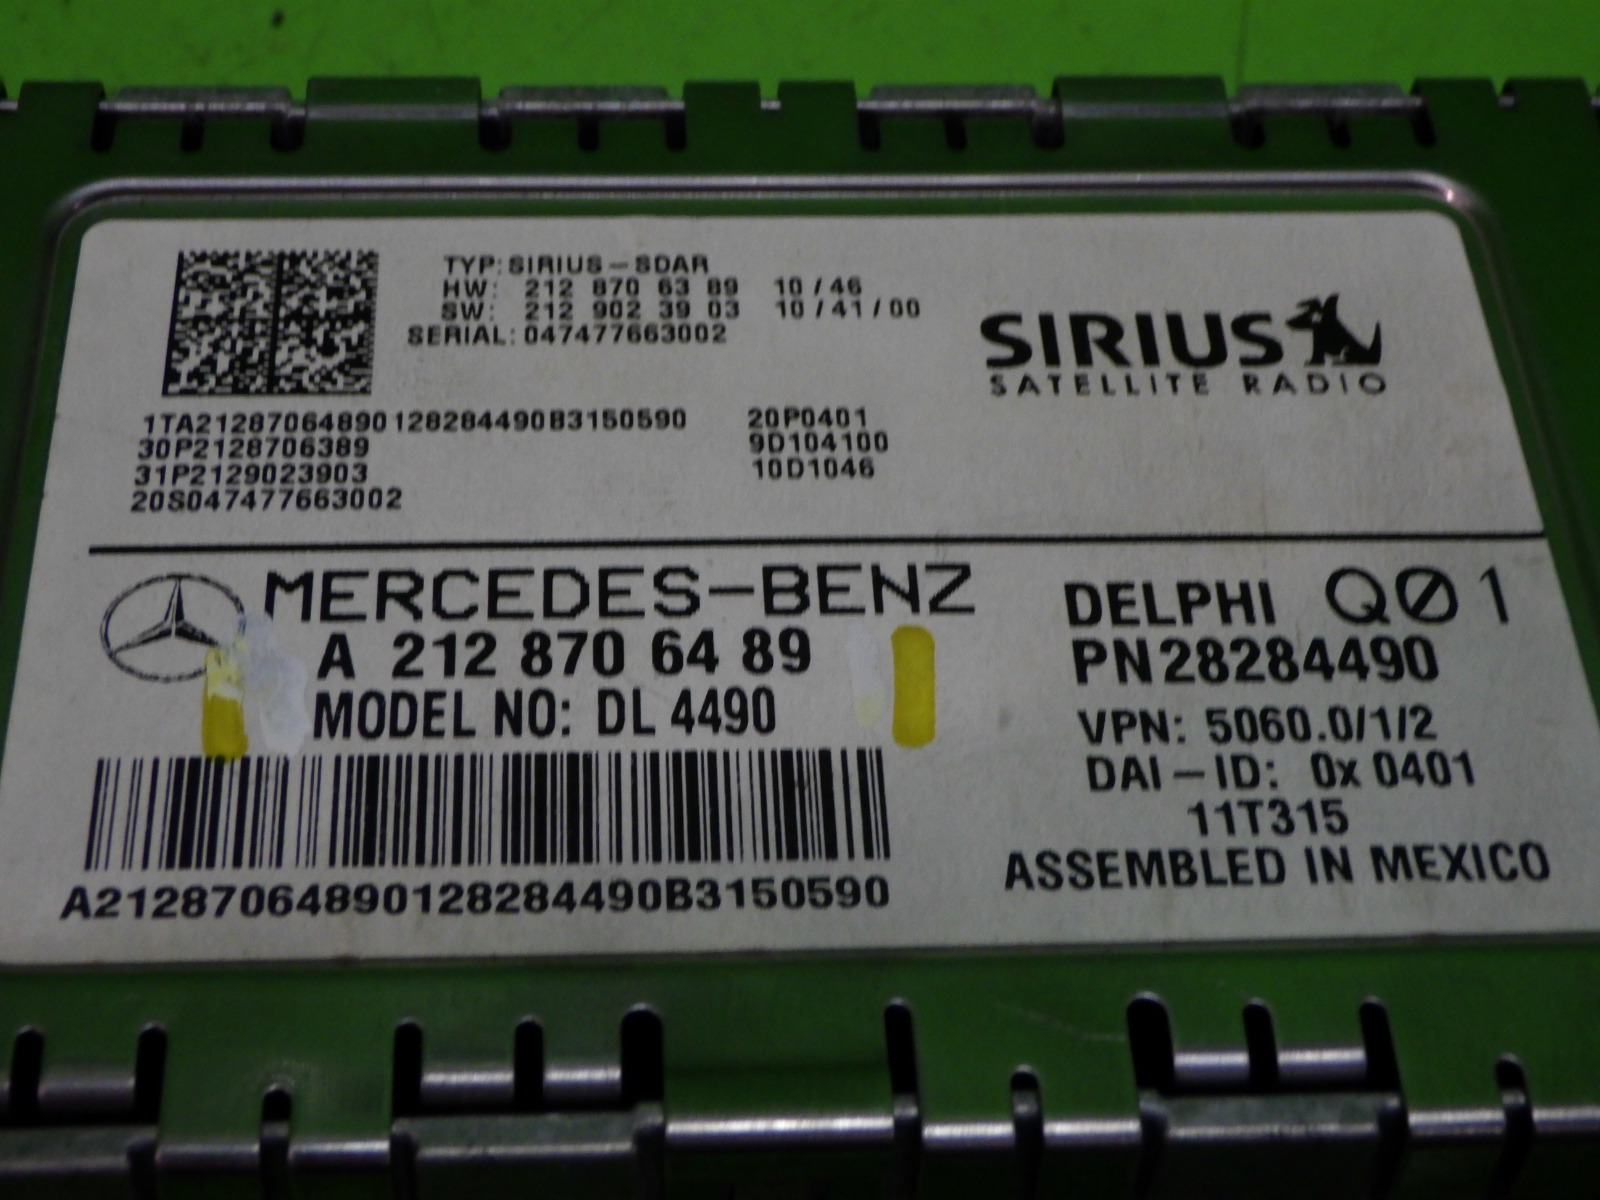 TYP: SIRIUS-SDAR
HW: 212 870 63 89 10/46
SW: 212 902 39 03 10/41/00
SERIAL: 047477663002
SIRIUS
SATELLITE RADIO
1TA21287064890128284490B3150590 20P0401
30P2128706389 9D104100
31P2129023903 10D1046
20S047477663002
MERCEDES-BENZ
A 212 870 64 89
MODEL NO: DL 4490
A21287064890128284490B3150590
DELPHI QØ1
PN28284490
VPN: 5060.0/1/2
DAI-ID: 0x0401
11T315
ASSEMBLED IN MEXICO